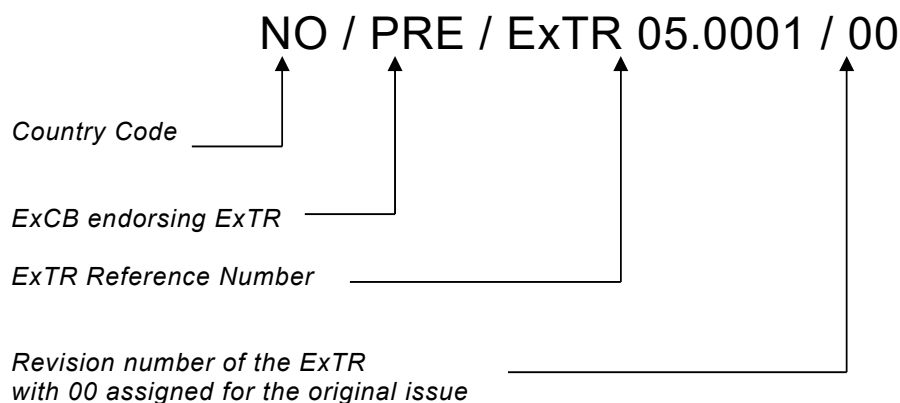 NO / PRE / ExTR 05.0001 / 00
Country Code
ExCB endorsing ExTR
ExTR Reference Number
Revision number of the ExTR
with 00 assigned for the original issue